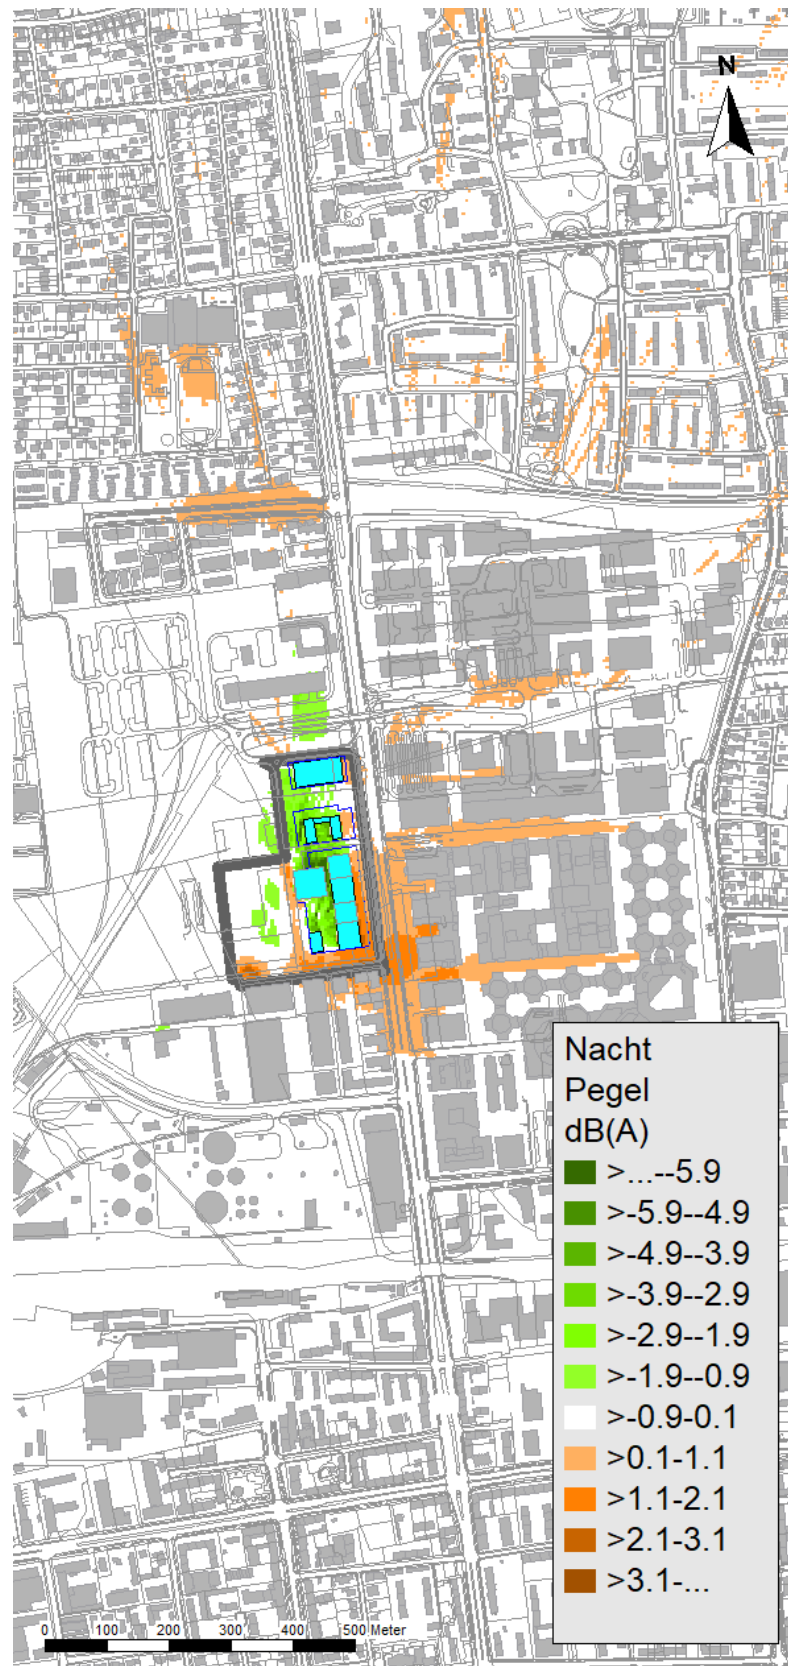 N
Nacht
Pegel
dB(A)
>...--5.9
>-5.9--4.9
>-4.9--3.9
>-3.9--2.9
>-2.9--1.9
>-1.9--0.9
>-0.9-0.1
>0.1-1.1
>1.1-2.1
>2.1-3.1
>3.1-...
0 100 200 300 400 500 Meter